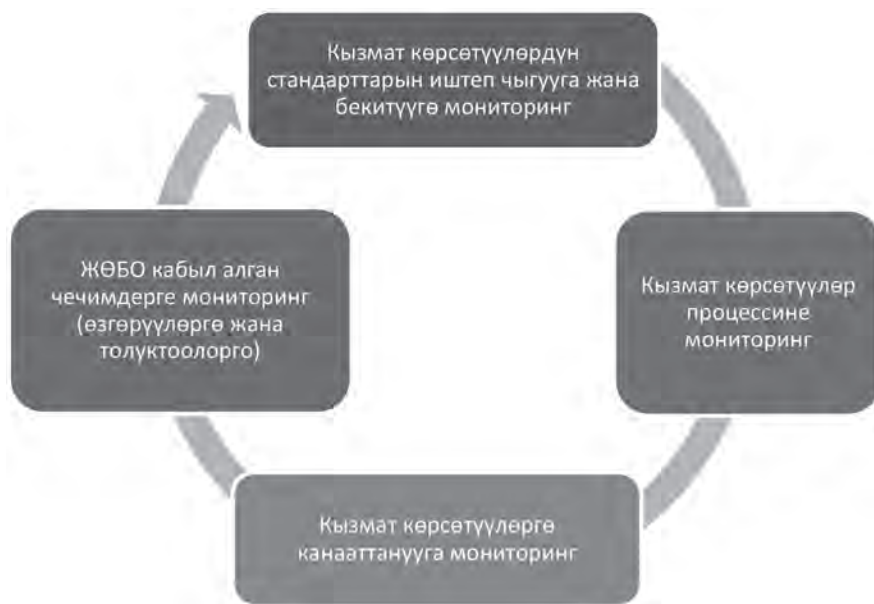 Кызмат көрсөтүүлөрдүн
стандарттарын иштеп чыгууга жана
бекитүүгө мониторинг
Кызмат көрсөтүүлөр
процессине
мониторинг
Кызмат көрсөтүүлөргө
канааттанууга мониторинг
ЖӨБО кабыл алган
чечимдерге мониторинг
(өзгөрүүлөргө жана
толуктоолорго)